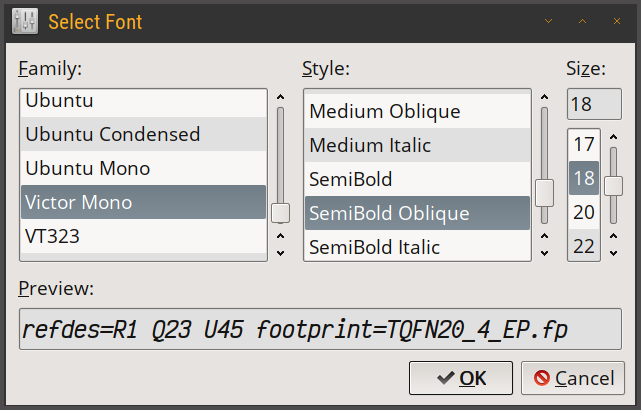 Select Font
Family: Style: Size:
Ubuntu
Ubuntu Condensed
Ubuntu Mono
Victor Mono
VT323
Medium Oblique
Medium Italic
SemiBold
SemiBold Oblique
SemiBold Italic
18
17
18
20
22
Preview:
refdes=R1 Q23 U45 footprint=TQFN20_4_EP.fp
OK Cancel